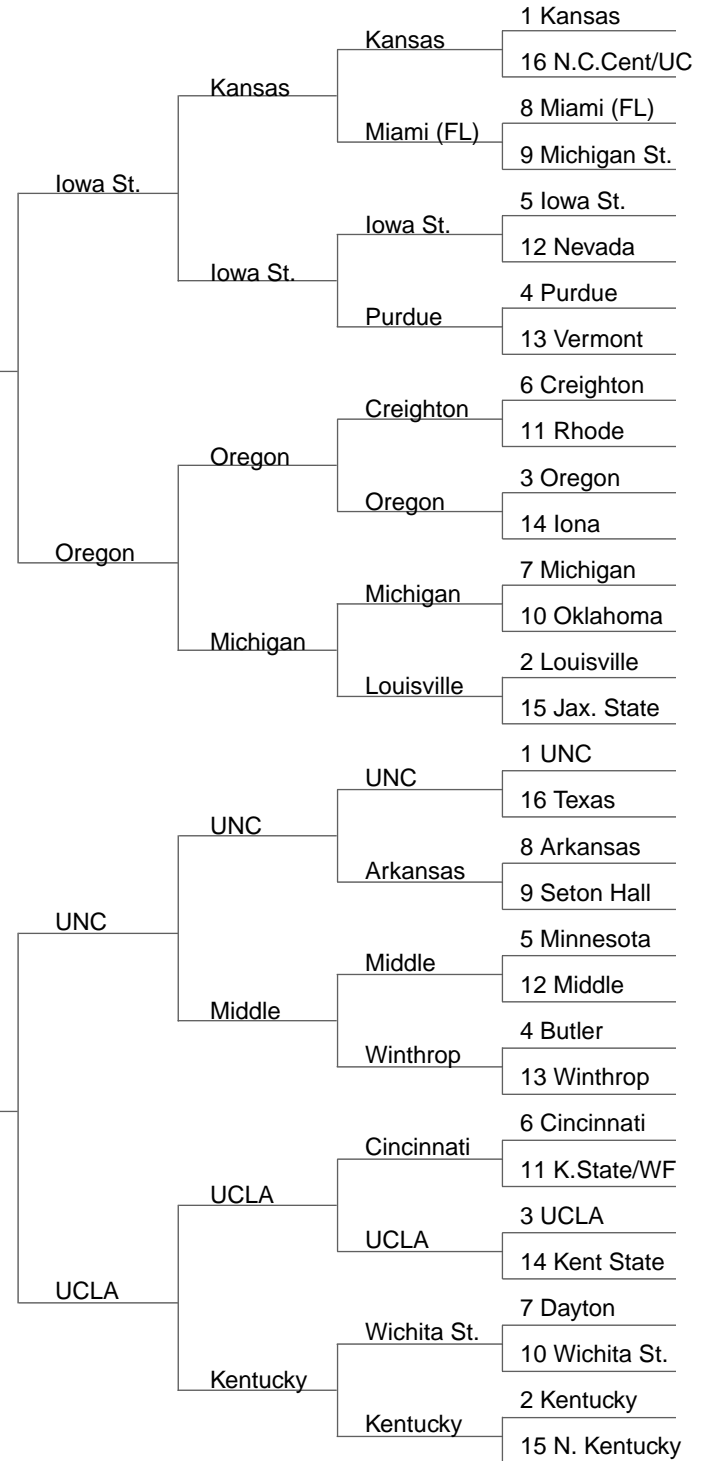 1 Kansas
Kansas
16 N.C.Cent/UC
Kansas
8 Miami (FL)
Miami (FL)
9 Michigan St.
Iowa St.
5 Iowa St.
Iowa St.
12 Nevada
Iowa St.
4 Purdue
Purdue
13 Vermont
6 Creighton
Creighton
11 Rhode
Oregon
3 Oregon
Oregon
14 Iona
Oregon
7 Michigan
Michigan
10 Oklahoma
Michigan
2 Louisville
Louisville
15 Jax. State
1 UNC
UNC
16 Texas
UNC
8 Arkansas
Arkansas
9 Seton Hall
UNC
5 Minnesota
Middle
12 Middle
Middle
4 Butler
Winthrop
13 Winthrop
6 Cincinnati
Cincinnati
11 K.State/WF
UCLA
3 UCLA
UCLA
14 Kent State
UCLA
7 Dayton
Wichita St.
10 Wichita St.
Kentucky
2 Kentucky
Kentucky
15 N. Kentucky